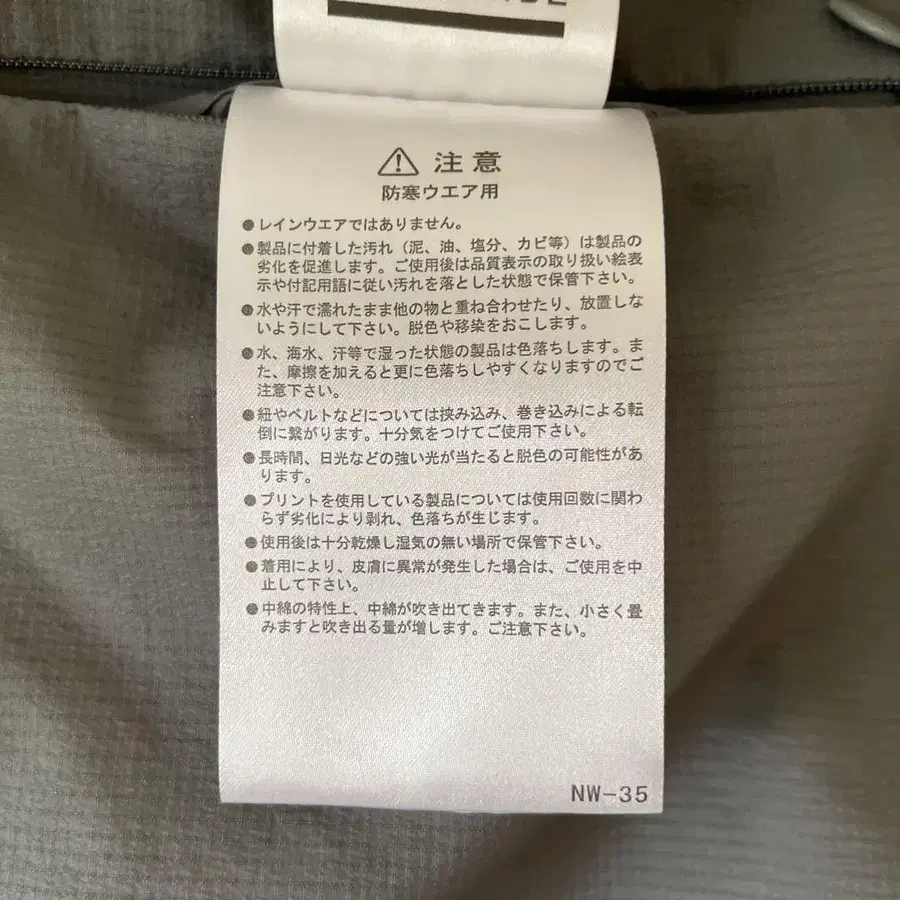 ⚠ 注意
防寒ウエア用
●レインウエアではありません。
●製品に付着した汚れ（泥、油、塩分、カビ等）は製品の
劣化を促進します。ご使用後は品質表示の取り扱い絵表
示や付記用語に従い汚れを落とした状態で保管下さい。
●水や汗で濡れたまま他の物と重ね合わせたり、放置しな
いようにして下さい。脱色や移染をおこします。
●水、海水、汗等で湿った状態の製品は色落ちします。ま
た、摩擦を加えると更に色落ちしやすくなりますのでご
注意下さい。
●紐やベルトなどについては挟み込み、巻き込みによる転
倒に繋がります。十分気をつけてご使用下さい。
●長時間、日光などの強い光が当たると脱色の可能性があ
ります。
●プリントを使用している製品については使用回数に関わ
らず劣化により剥れ、色落ちが生じます。
●使用後は十分乾燥し湿気の無い場所で保管下さい。
●着用により、皮膚に異常が発生した場合は、ご使用を中
止して下さい。
●中綿の特性上、中綿が吹き出てきます。また、小さく畳
みますと吹き出る量が増します。ご注意下さい。
NW-35